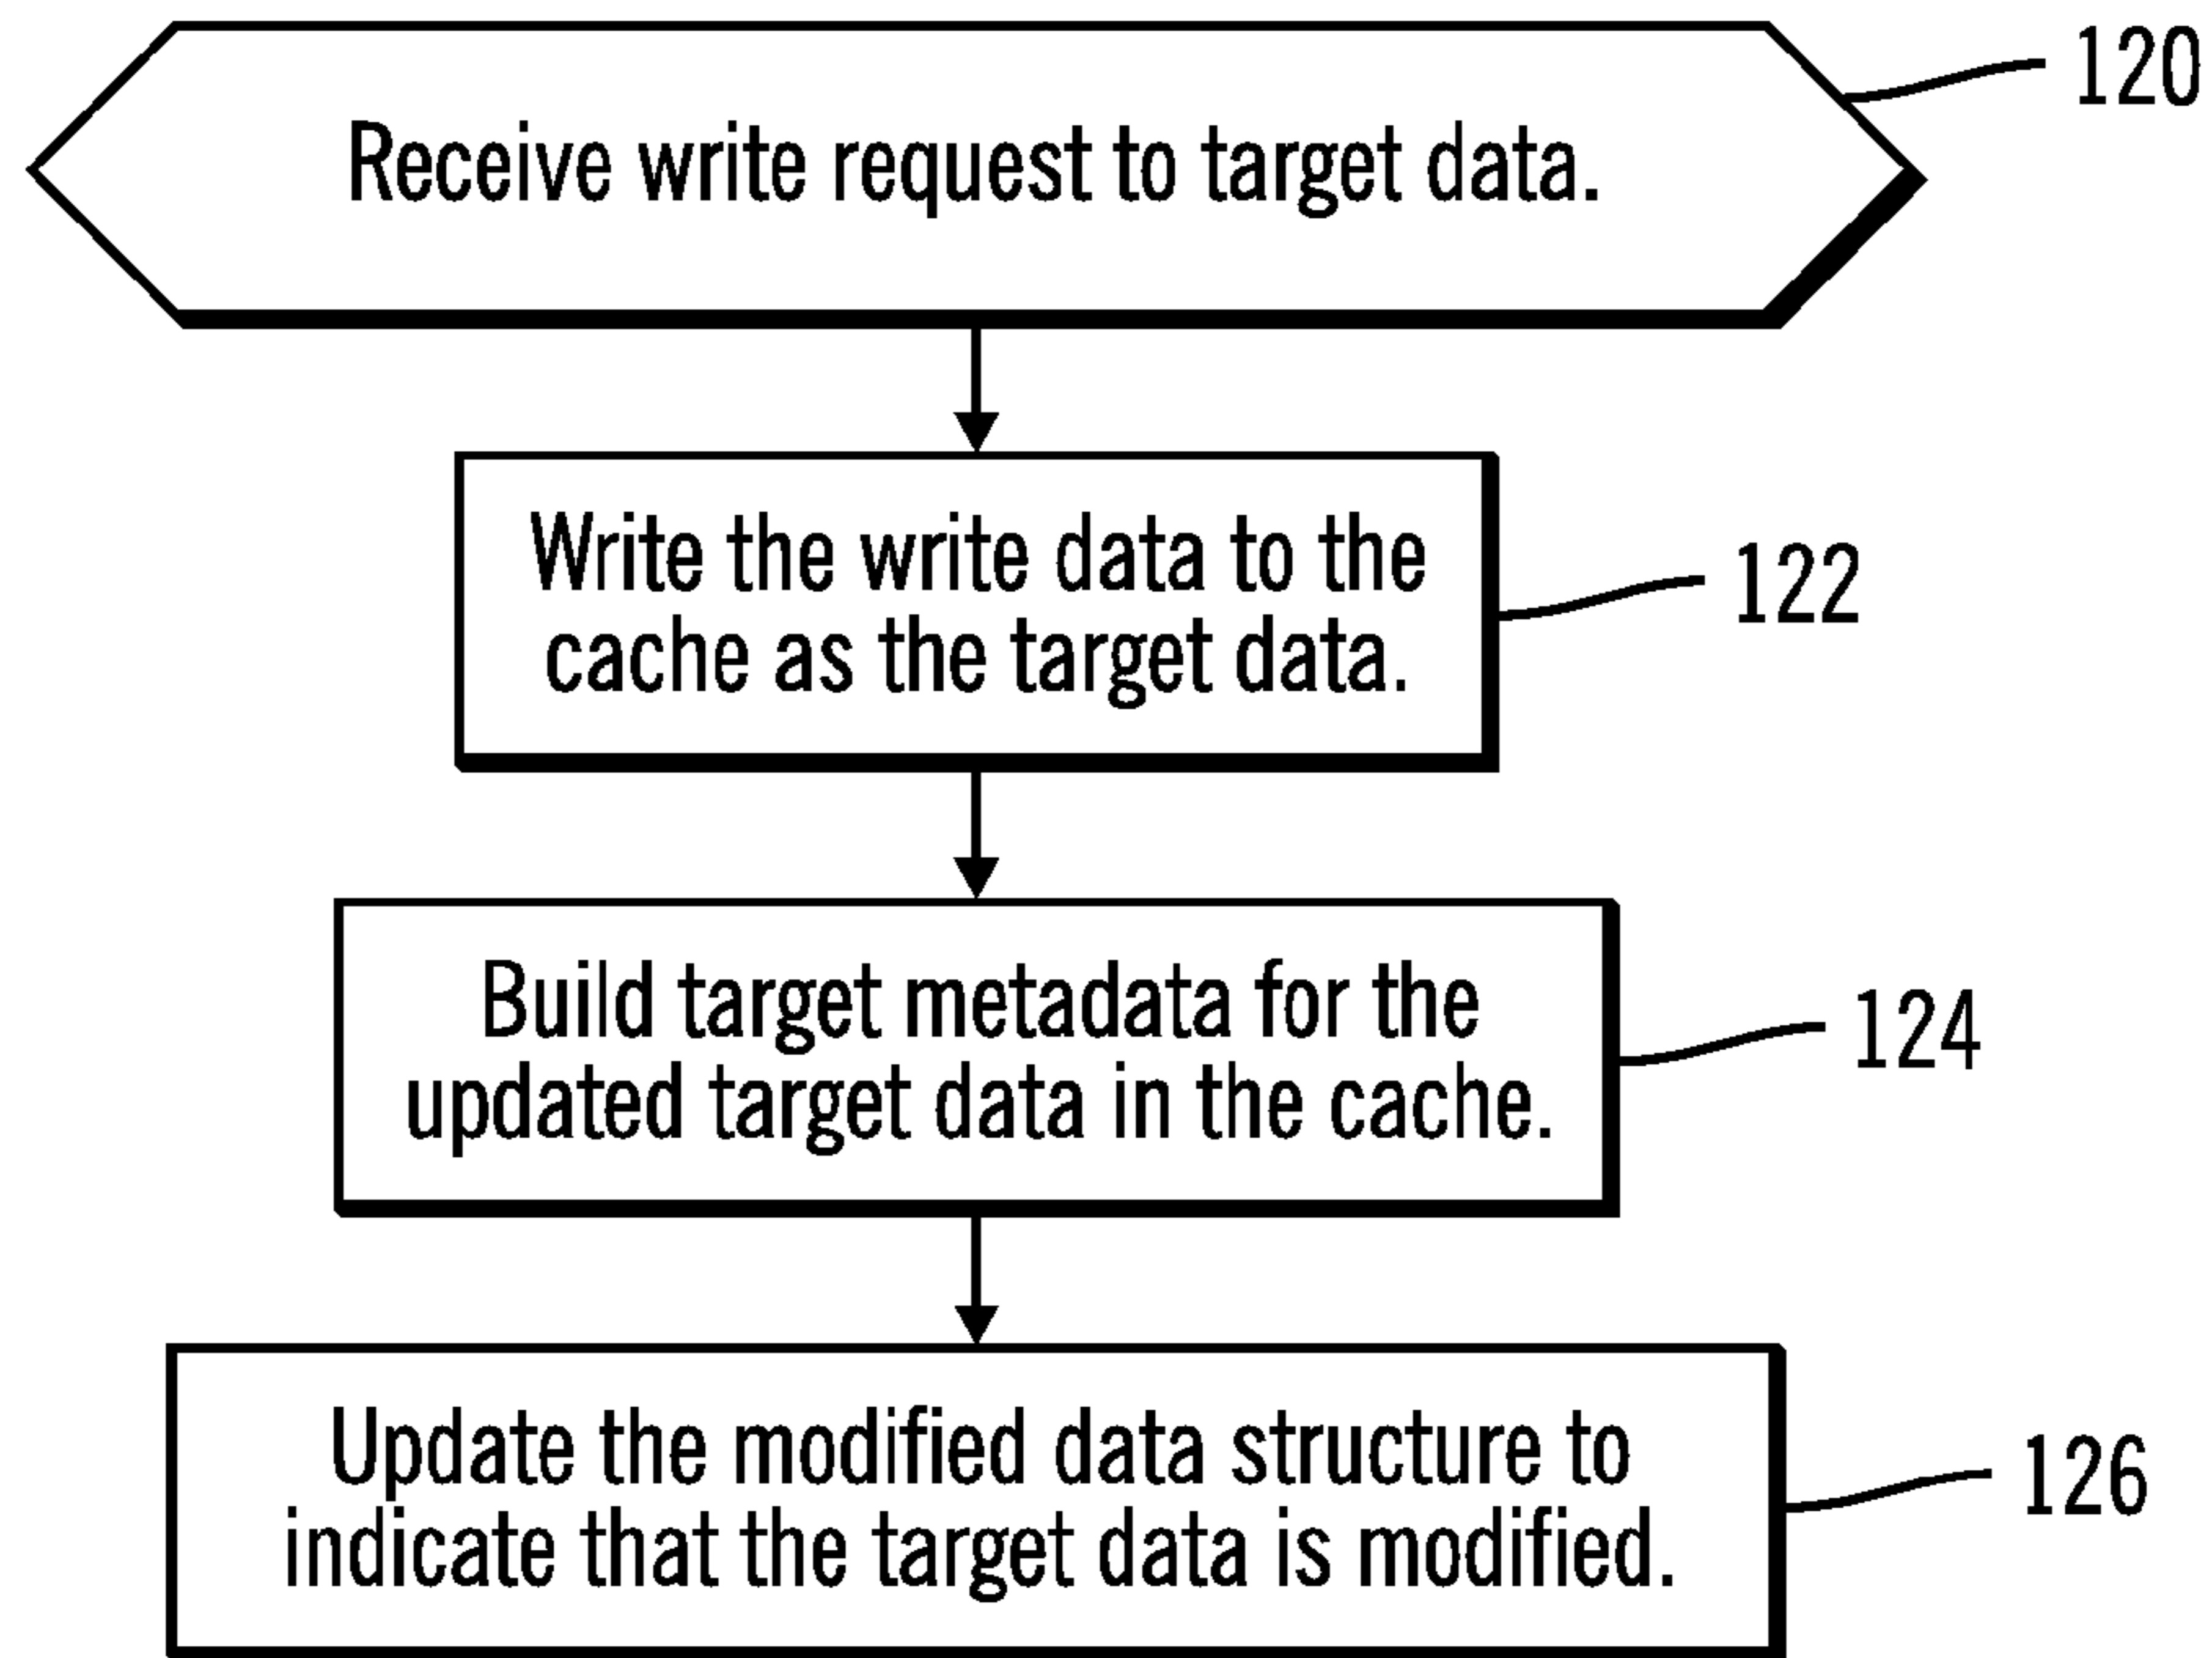 120
Receive write request to target data.
Write the write data to the
cache as the target data.
122
Build target metadata for the
updated target data in the cache.
124
Update the modified data structure to
indicate that the target data is modified.
126